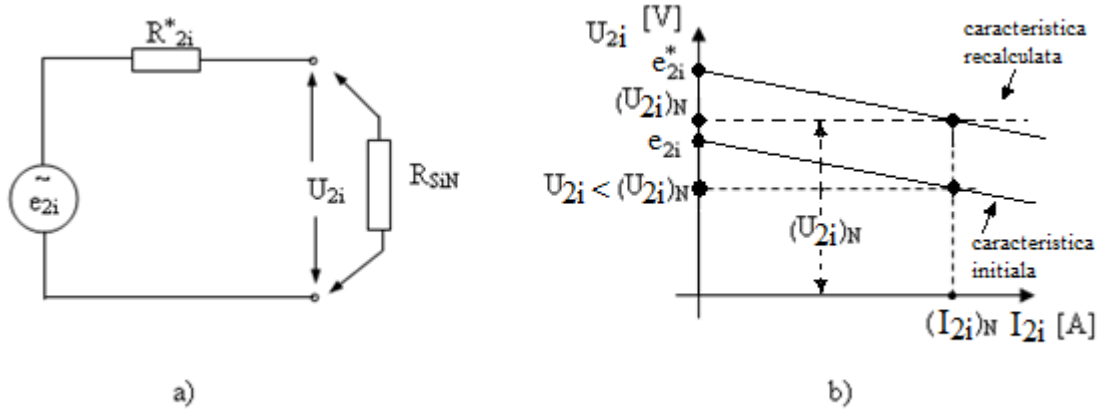 R*2i
~
e2i
U2i
RSiN
a)
U2i [V]
e*2i
(U2i)N
e2i
U2i < (U2i)N
(U2i)N
caracteristica
recalculata
caracteristica
initiala
(I2i)N I2i [A]
b)